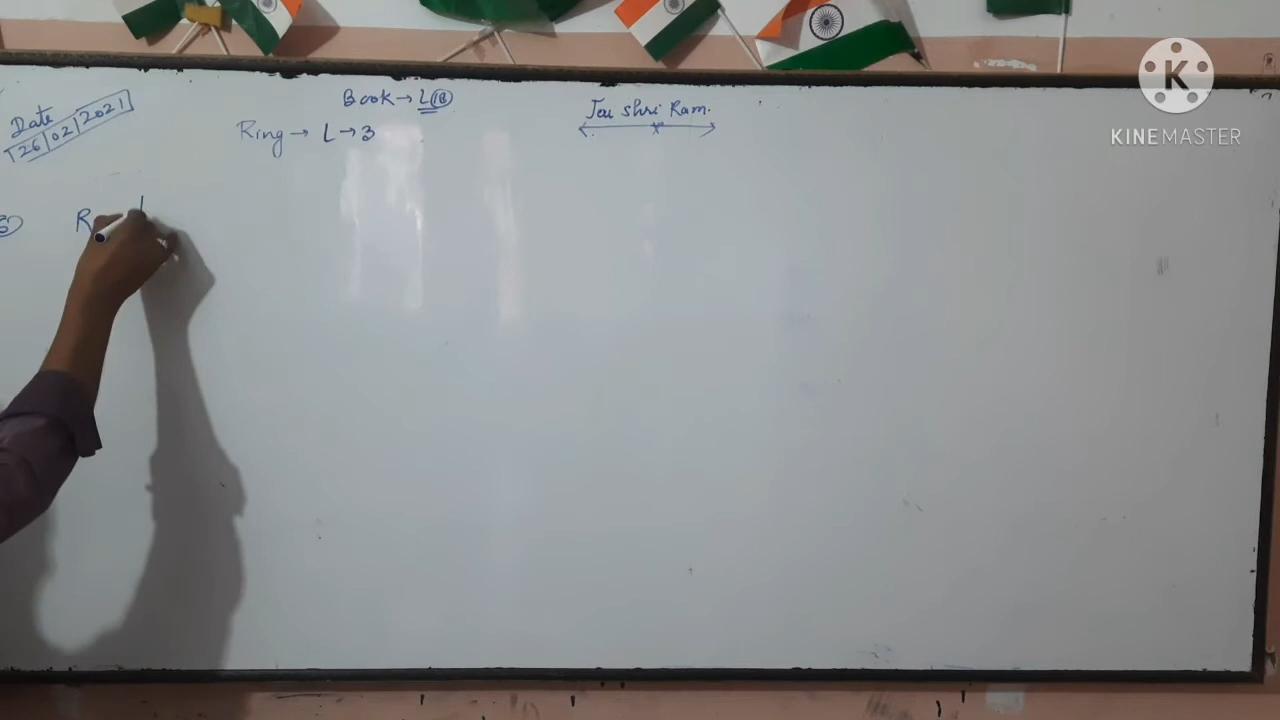 Book → L 18
Jai Shri Ram.
Date
26/02/2021
Ring → L → 3
R
KINEMASTER